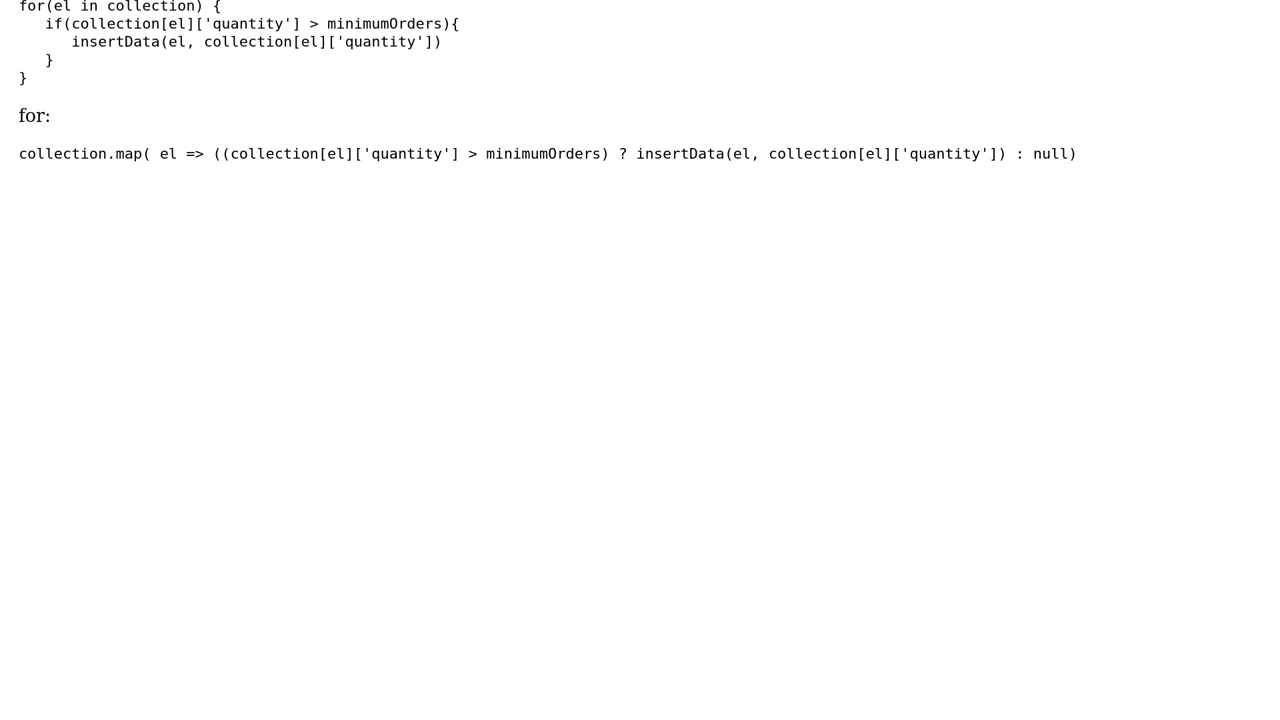 for(el in collection) {
   if(collection[el]['quantity'] > minimumOrders){
      insertData(el, collection[el]['quantity'])
   }
}
for:
collection.map( el => ((collection[el]['quantity'] > minimumOrders) ? insertData(el, collection[el]['quantity']) : null)